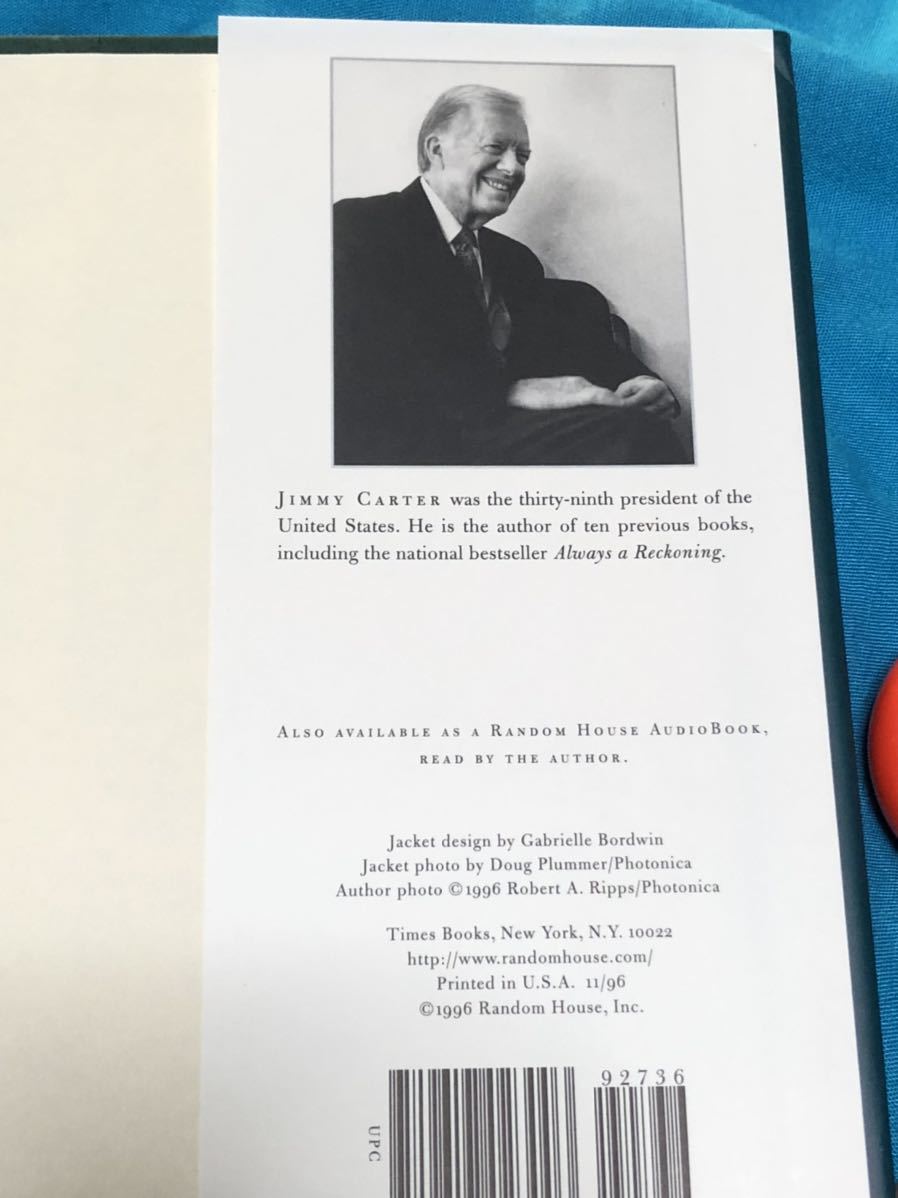 JIMMY CARTER was the thirty-ninth president of the
United States. He is the author of ten previous books,
including the national bestseller Always a Reckoning.
ALSO AVAILABLE AS A RANDOM HOUSE AUDIOBOOK,
READ BY THE AUTHOR.
Jacket design by Gabrielle Bordwin
Jacket photo by Doug Plummer/Photonica
Author photo ©1996 Robert A. Ripps/Photonica
Times Books, New York, N.Y. 10022
http://www.randomhouse.com/
Printed in U.S.A. 11/96
©1996 Random House, Inc.
92736
UPC